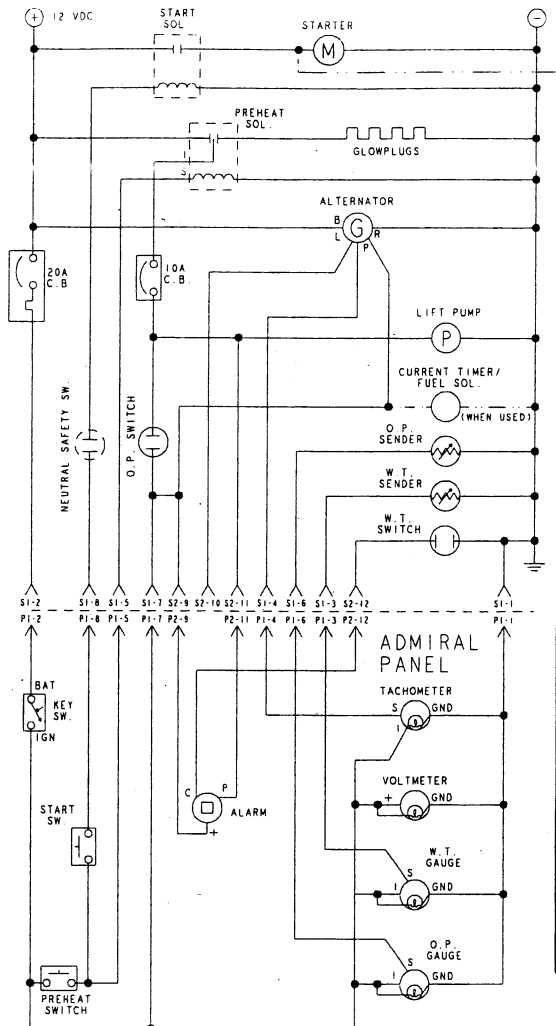 + 12 VDC
START
SOL
STARTER
M
-
PREHEAT
SOL.
S
GLOWPLUGS
ALTERNATOR
B
L
G
R
P
20A
C.B
10A
C.B.
LIFT PUMP
P
CURRENT TIMER/
FUEL SOL.
(WHEN USED)
NEUTRAL SAFETY SW.
O.P. SWITCH
O.P.
SENDER
W.T.
SENDER
W.T.
SWITCH
S1-2 S1-8 S1-5 S1-7 S2-9 S2-10 S2-11 S1-4 S1-6 S1-3 S2-12 S1-1
P1-2 P1-8 P1-5 P1-7 P2-9 P2-11 P1-4 P1-6 P1-3 P2-12 P1-1
ADMIRAL
PANEL
BAT
KEY
SW.
IGN
TACHOMETER
S GND
I
VOLTMETER
+ GND
C P
ALARM
+
START
SW.
W.T.
GAUGE
S
I GND
O.P.
GAUGE
S
I GND
PREHEAT
SWITCH